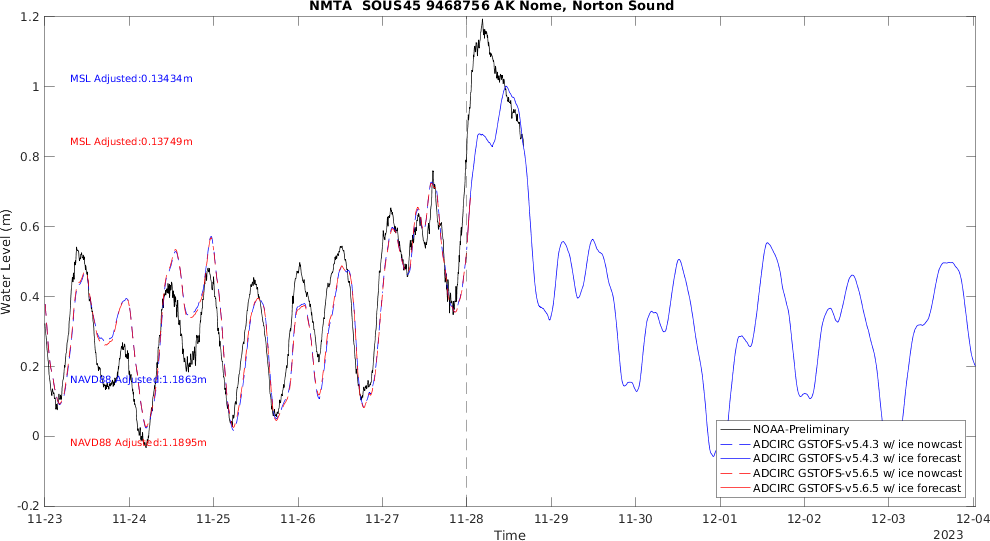 NMTA SOUS45 9468756 AK Nome, Norton Sound
1.2
1
0.8
0.6
0.4
0.2
0
-0.2
Water Level (m)
MSL Adjusted:0.13434m
MSL Adjusted:0.13749m
NAVD88 Adjusted:1.1863m
NAVD88 Adjusted:1.1895m
NOAA-Preliminary
ADCIRC GSTOFS-v5.4.3 w/ ice nowcast
ADCIRC GSTOFS-v5.4.3 w/ ice forecast
ADCIRC GSTOFS-v5.6.5 w/ ice nowcast
ADCIRC GSTOFS-v5.6.5 w/ ice forecast
11-23 11-24 11-25 11-26 11-27 11-28 11-29 11-30 12-01 12-02 12-03 12-04
Time
2023